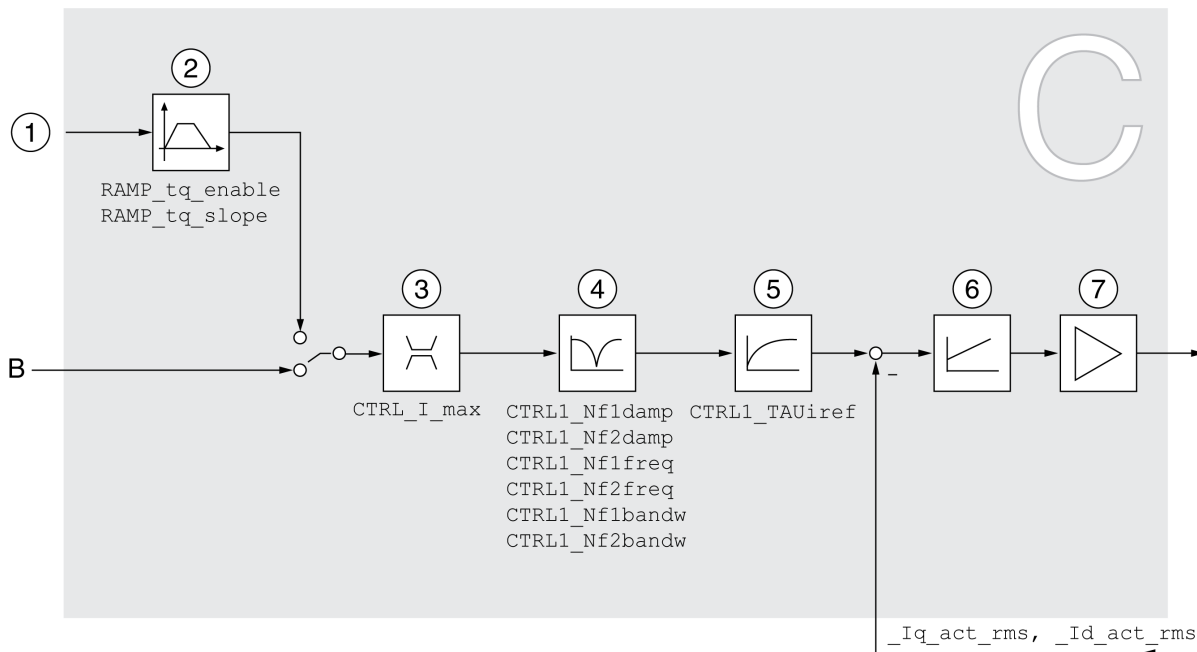 C
2
1
RAMP_tq_enable
RAMP_tq_slope
3
4
5
6
7
B
–
CTRL_I_max
CTRL1_Nf1damp
CTRL1_Nf2damp
CTRL1_Nf1freq
CTRL1_Nf2freq
CTRL1_Nf1bandw
CTRL1_Nf2bandw
CTRL1_TAUiref
_Iq_act_rms, _Id_act_rms